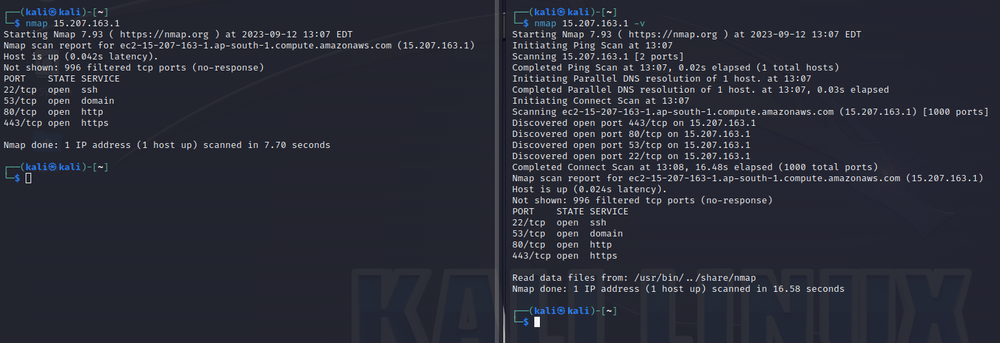 ┌──(kali㉿kali)-[~]
└─$ nmap 15.207.163.1
Starting Nmap 7.93 ( https://nmap.org ) at 2023-09-12 13:07 EDT
Nmap scan report for ec2-15-207-163-1.ap-south-1.compute.amazonaws.com (15.207.163.1)
Host is up (0.042s latency).
Not shown: 996 filtered tcp ports (no-response)
PORT    STATE SERVICE
22/tcp  open  ssh
53/tcp  open  domain
80/tcp  open  http
443/tcp open  https

Nmap done: 1 IP address (1 host up) scanned in 7.70 seconds

┌──(kali㉿kali)-[~]
└─$
┌──(kali㉿kali)-[~]
└─$ nmap 15.207.163.1 -v
Starting Nmap 7.93 ( https://nmap.org ) at 2023-09-12 13:07 EDT
Initiating Ping Scan at 13:07
Scanning 15.207.163.1 [2 ports]
Completed Ping Scan at 13:07, 0.02s elapsed (1 total hosts)
Initiating Parallel DNS resolution of 1 host. at 13:07
Completed Parallel DNS resolution of 1 host. at 13:07, 0.03s elapsed
Initiating Connect Scan at 13:07
Scanning ec2-15-207-163-1.ap-south-1.compute.amazonaws.com (15.207.163.1) [1000 ports]
Discovered open port 443/tcp on 15.207.163.1
Discovered open port 80/tcp on 15.207.163.1
Discovered open port 53/tcp on 15.207.163.1
Discovered open port 22/tcp on 15.207.163.1
Completed Connect Scan at 13:08, 16.48s elapsed (1000 total ports)
Nmap scan report for ec2-15-207-163-1.ap-south-1.compute.amazonaws.com (15.207.163.1)
Host is up (0.024s latency).
Not shown: 996 filtered tcp ports (no-response)
PORT    STATE SERVICE
22/tcp  open  ssh
53/tcp  open  domain
80/tcp  open  http
443/tcp open  https

Read data files from: /usr/bin/../share/nmap
Nmap done: 1 IP address (1 host up) scanned in 16.58 seconds

┌──(kali㉿kali)-[~]
└─$
KALI LINUX